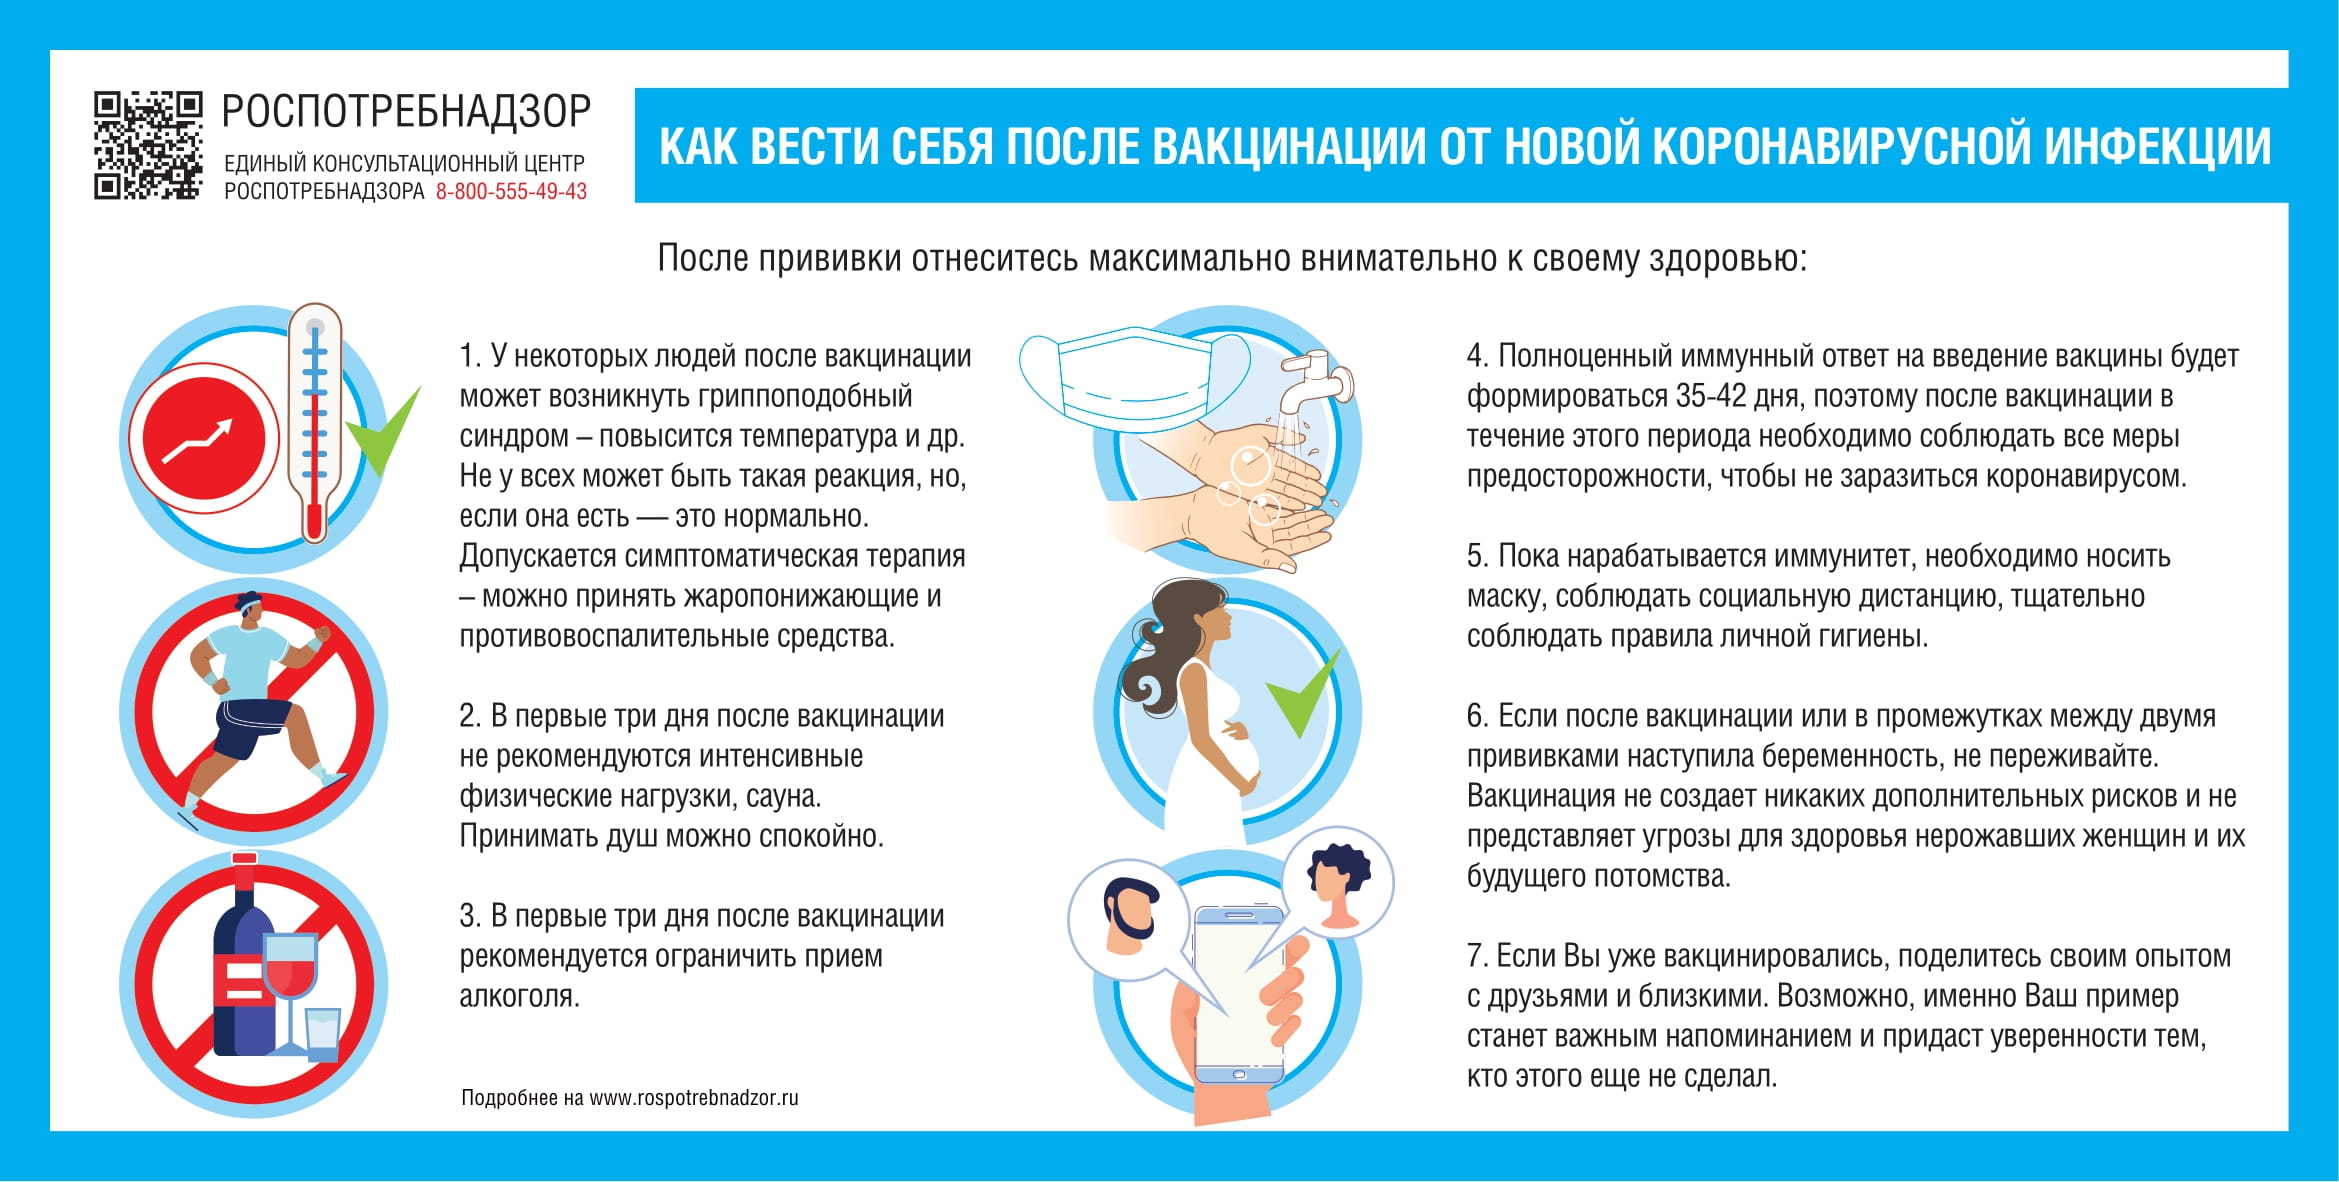 РОСПОТРЕБНАДЗОР
ЕДИНЫЙ КОНСУЛЬТАЦИОННЫЙ ЦЕНТР
РОСПОТРЕБНАДЗОРА 8-800-555-49-43
КАК ВЕСТИ СЕБЯ ПОСЛЕ ВАКЦИНАЦИИ ОТ НОВОЙ КОРОНАВИРУСНОЙ ИНФЕКЦИИ
После прививки отнеситесь максимально внимательно к своему здоровью:
1. У некоторых людей после вакцинации
может возникнуть гриппоподобный
синдром – повысится температура и др.
Не у всех может быть такая реакция, но,
если она есть — это нормально.
Допускается симптоматическая терапия
– можно принять жаропонижающие и
противовоспалительные средства.
2. В первые три дня после вакцинации
не рекомендуются интенсивные
физические нагрузки, сауна.
Принимать душ можно спокойно.
3. В первые три дня после вакцинации
рекомендуется ограничить прием
алкоголя.
Подробнее на www.rospotrebnadzor.ru
4. Полноценный иммунный ответ на введение вакцины будет
формироваться 35-42 дня, поэтому после вакцинации в
течение этого периода необходимо соблюдать все меры
предосторожности, чтобы не заразиться коронавирусом.
5. Пока нарабатывается иммунитет, необходимо носить
маску, соблюдать социальную дистанцию, тщательно
соблюдать правила личной гигиены.
6. Если после вакцинации или в промежутках между двумя
прививками наступила беременность, не переживайте.
Вакцинация не создает никаких дополнительных рисков и не
представляет угрозы для здоровья нерожавших женщин и их
будущего потомства.
7. Если Вы уже вакцинировались, поделитесь своим опытом
с друзьями и близкими. Возможно, именно Ваш пример
станет важным напоминанием и придаст уверенности тем,
кто этого еще не сделал.